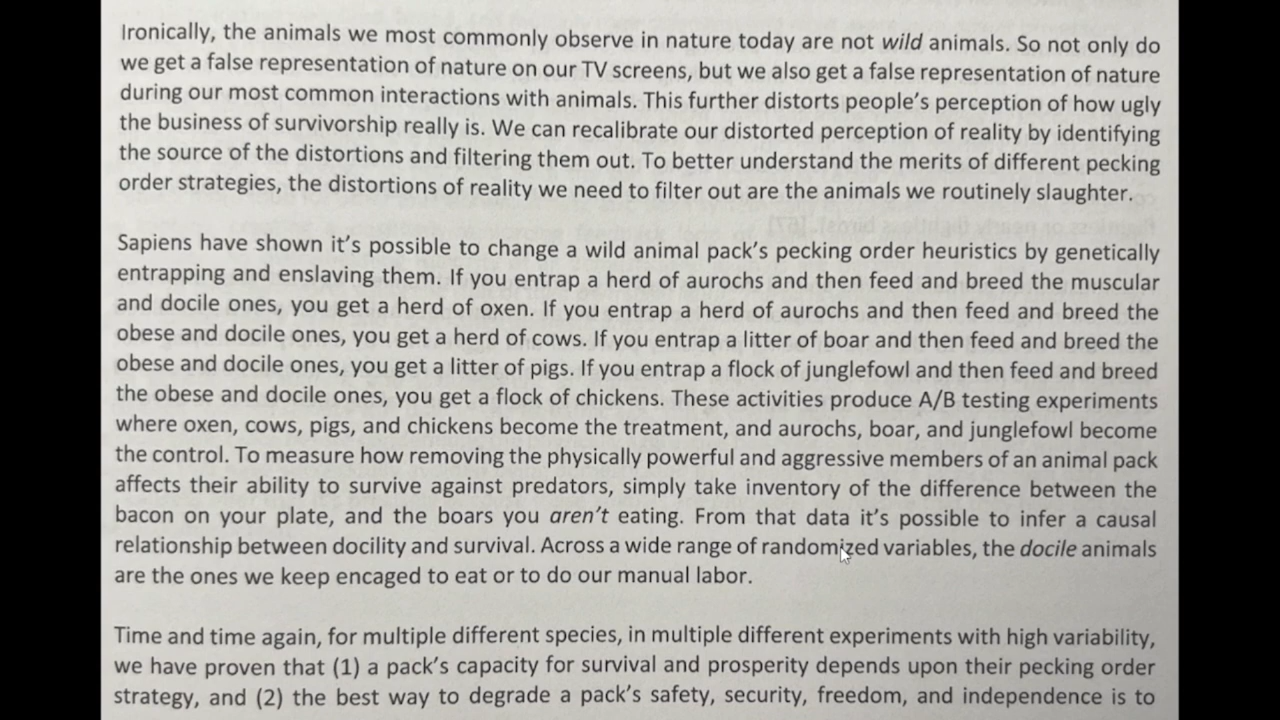 Ironically, the animals we most commonly observe in nature today are not wild animals. So not only do
we get a false representation of nature on our TV screens, but we also get a false representation of nature
during our most common interactions with animals. This further distorts people's perception of how ugly
the business of survivorship really is. We can recalibrate our distorted perception of reality by identifying
the source of the distortions and filtering them out. To better understand the merits of different pecking
order strategies, the distortions of reality we need to filter out are the animals we routinely slaughter.
Sapiens have shown it's possible to change a wild animal pack's pecking order heuristics by genetically
entrapping and enslaving them. If you entrap a herd of aurochs and then feed and breed the muscular
and docile ones, you get a herd of oxen. If you entrap a herd of aurochs and then feed and breed the
obese and docile ones, you get a herd of cows. If you entrap a litter of boar and then feed and breed the
obese and docile ones, you get a litter of pigs. If you entrap a flock of junglefowl and then feed and breed
the obese and docile ones, you get a flock of chickens. These activities produce A/B testing experiments
where oxen, cows, pigs, and chickens become the treatment, and aurochs, boar, and junglefowl become
the control. To measure how removing the physically powerful and aggressive members of an animal pack
affects their ability to survive against predators, simply take inventory of the difference between the
bacon on your plate, and the boars you aren't eating. From that data it's possible to infer a causal
relationship between docility and survival. Across a wide range of randomized variables, the docile animals
are the ones we keep encaged to eat or to do our manual labor.
Time and time again, for multiple different species, in multiple different experiments with high variability,
we have proven that (1) a pack's capacity for survival and prosperity depends upon their pecking order
strategy, and (2) the best way to degrade a pack's safety, security, freedom, and independence is to